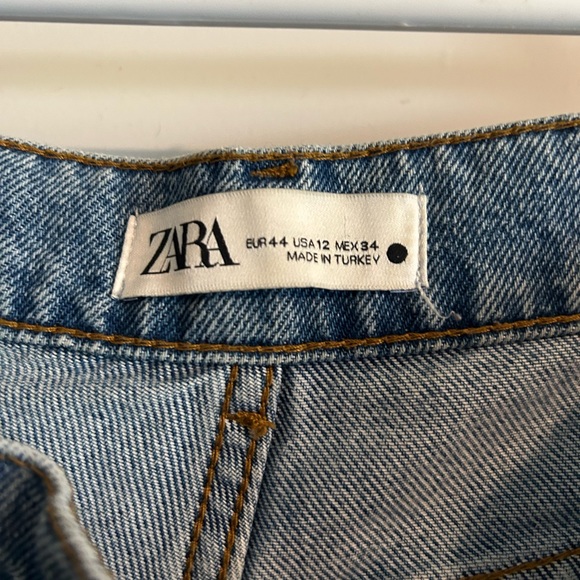 ZARA
EUR 44 USA 12 MEX 34
MADE IN TURKEY